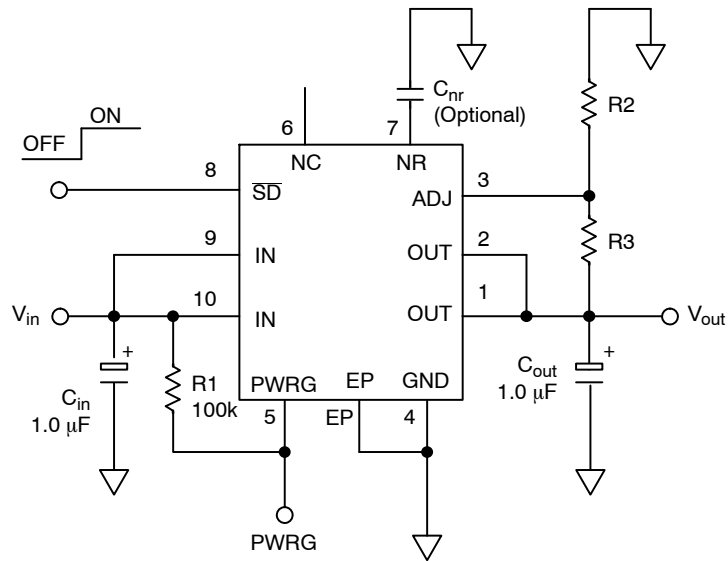 C_nr
(Optional)
R2
ON
OFF
6
7
NC
NR
8
SD
3
ADJ
9
IN
2
OUT
R3
V_in
10
IN
1
OUT
V_out
+
C_in
1.0 μF
R1
100k
PWRG
EP
GND
+
C_out
1.0 μF
5
EP
4
PWRG